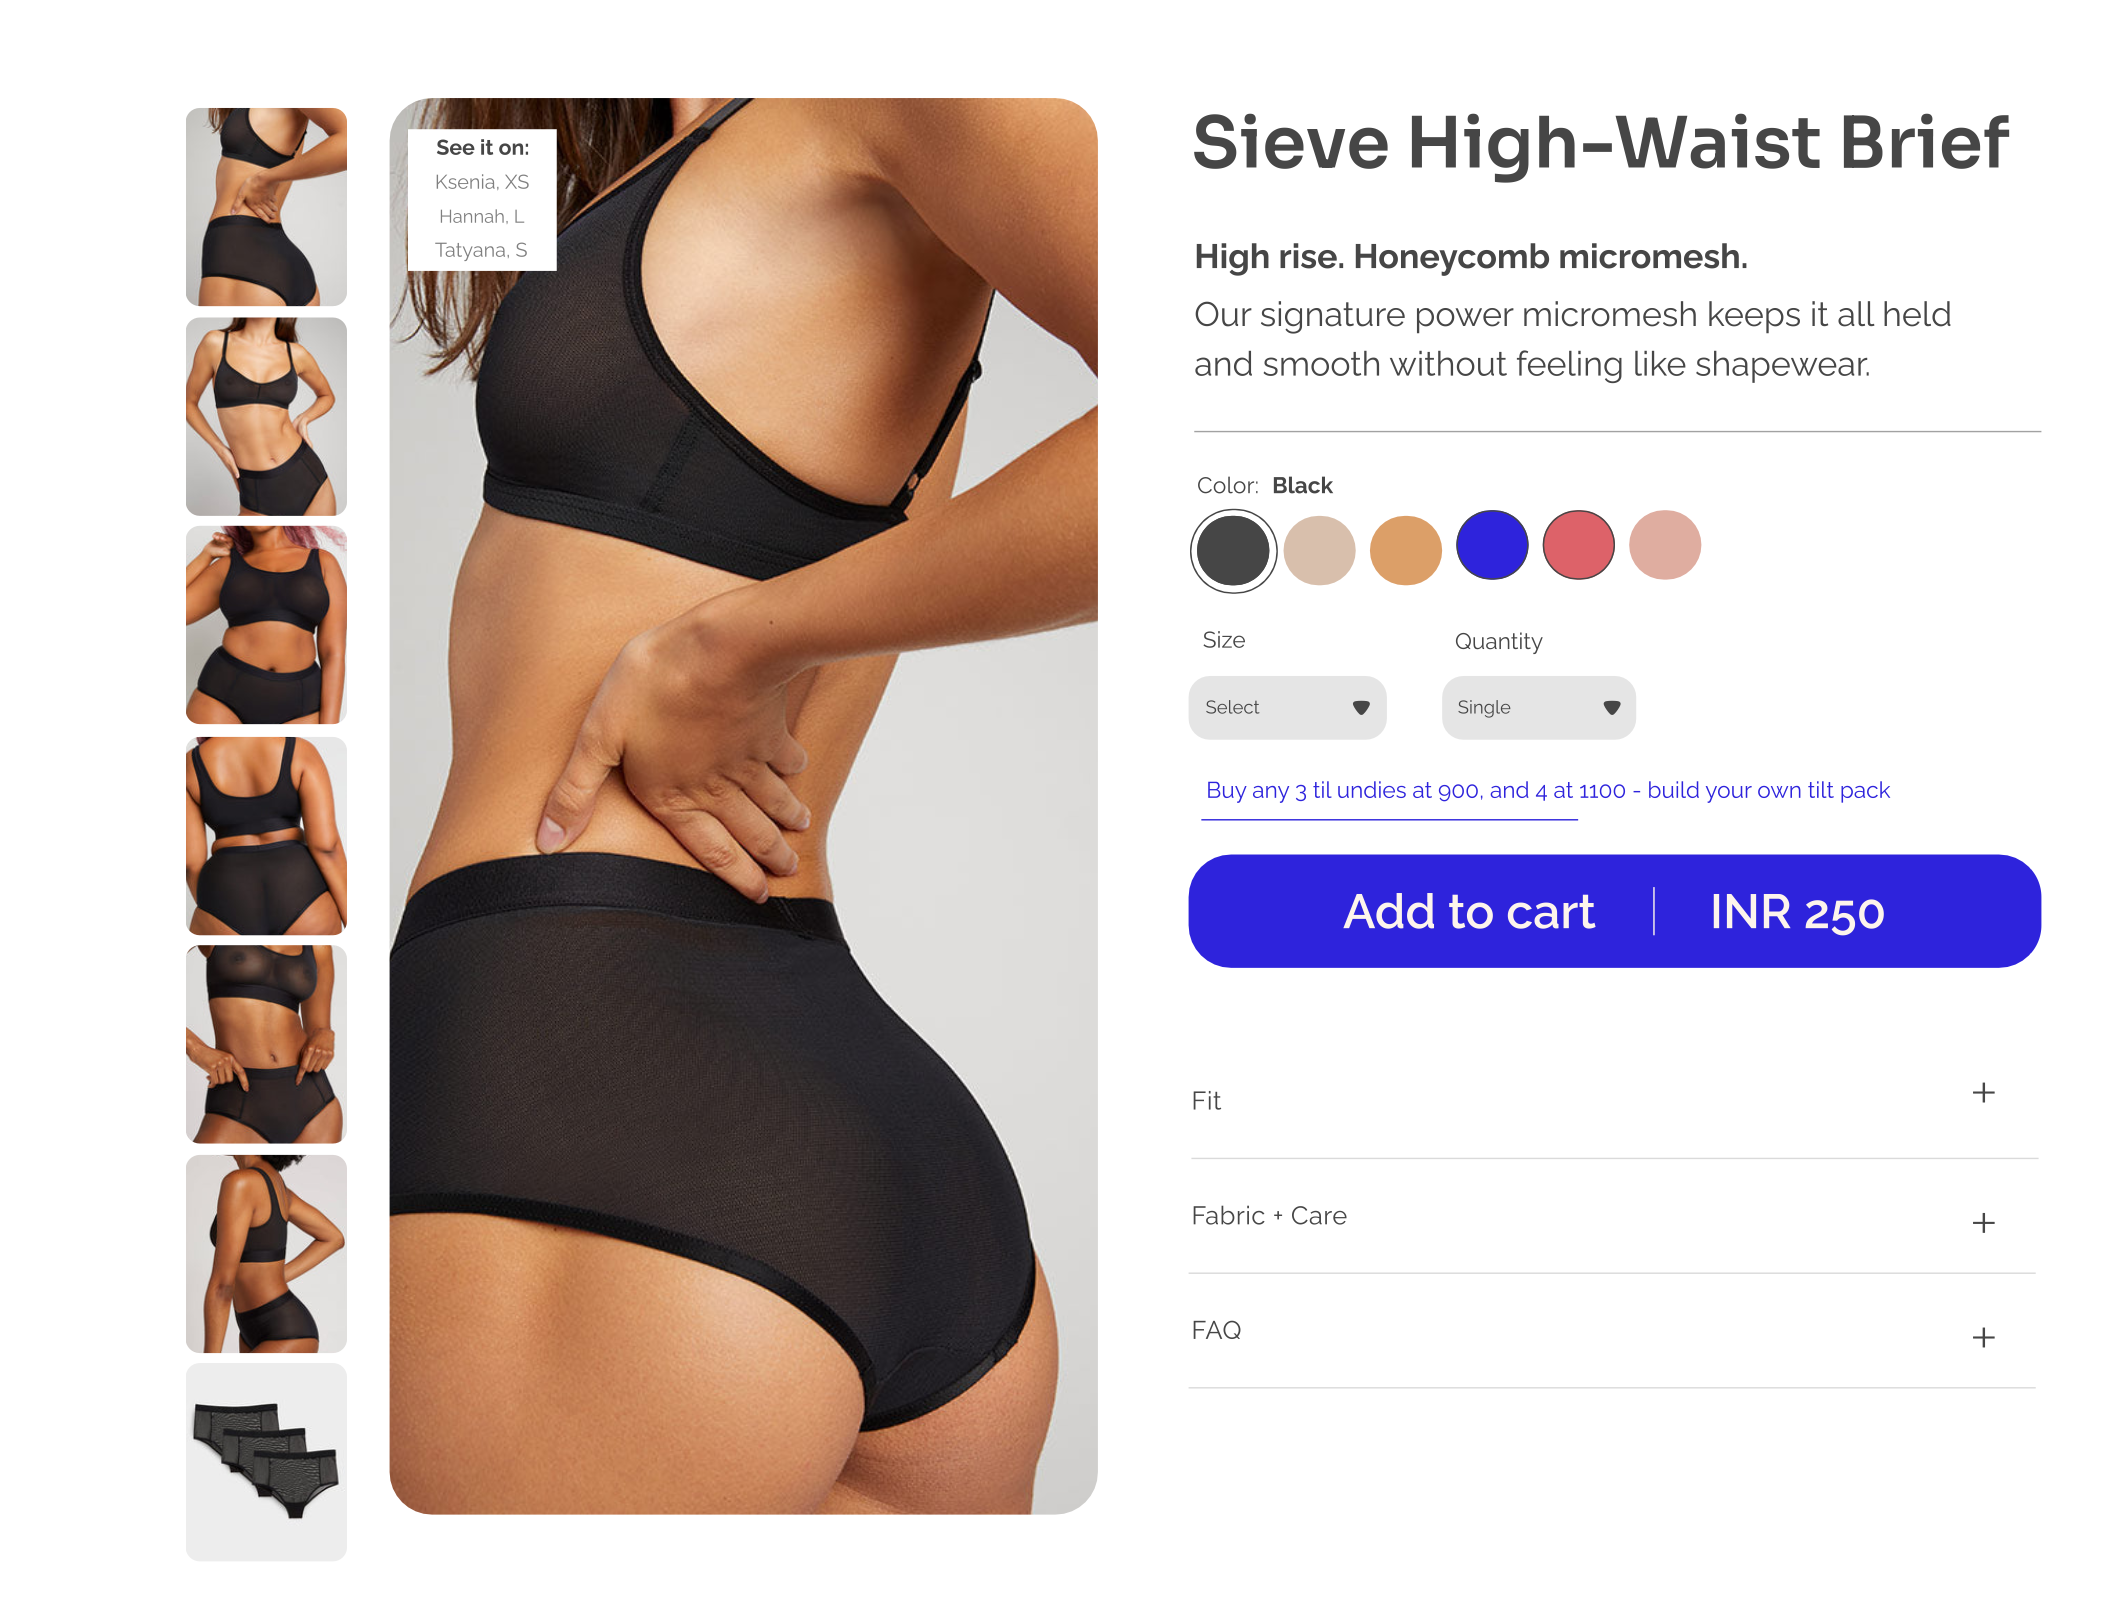 See it on:
Ksenia, XS
Hannah, L
Tatyana, S
Sieve High-Waist Brief
High rise. Honeycomb micromesh.
Our signature power micromesh keeps it all held
and smooth without feeling like shapewear.
Color: Black
Size
Quantity
Select
Single
Buy any 3 til undies at 900, and 4 at 1100 - build your own tilt pack
Add to cart | INR 250
Fit +
Fabric + Care +
FAQ +